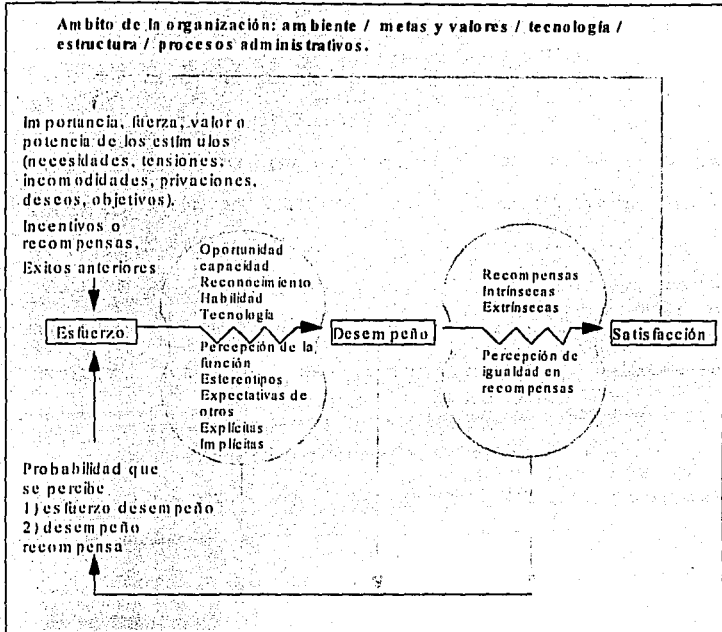 Ambito de la organización: ambiente / metas y valores / tecnología /
estructura / procesos administrativos.
Importancia, fuerza, valor o
potencia de los estímulos
(necesidades, tensiones,
incomodidades, privaciones,
deseos, objetivos).
Incentivos o
recompensas,
Exitos anteriores
Esfuerzo
Oportunidad
capacidad
Reconocimiento
Habilidad
Tecnología
Percepción de la
función
Estereótipos
Expectativas de
otros
Explícitas
Implícitas
Desempeño
Recompensas
Intrínsecas
Extrínsecas
Percepción de
igualdad en
recompensas
Satisfacción
Probabilidad que
se percibe
1) esfuerzo desempeño
2) desempeño
recompensa